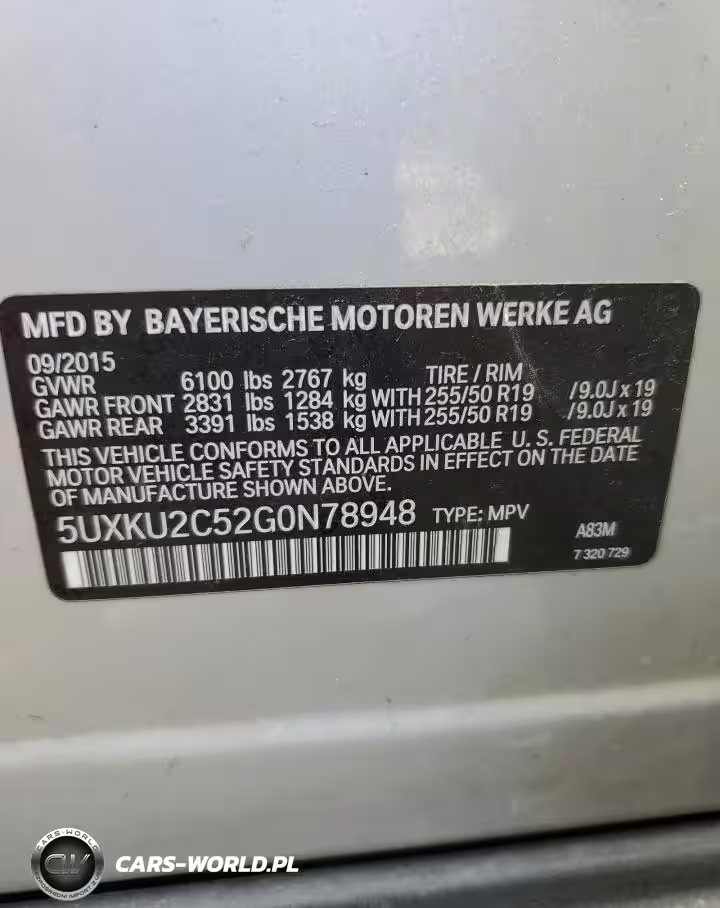 MFD BY BAYERISCHE MOTOREN WERKE AG
09/2015
GVWR 6100 lbs 2767 kg TIRE / RIM
GAWR FRONT 2831 lbs 1284 kg WITH 255/50 R19 /9.0J x 19
GAWR REAR 3391 lbs 1538 kg WITH 255/50 R19 /9.0J x 19
THIS VEHICLE CONFORMS TO ALL APPLICABLE U. S. FEDERAL
MOTOR VEHICLE SAFETY STANDARDS IN EFFECT ON THE DATE
OF MANUFACTURE SHOWN ABOVE.
5UXKU2C52G0N78948 TYPE: MPV A83M
7 320 729
CARS-WORLD
CW
CARS-WORLD.PL